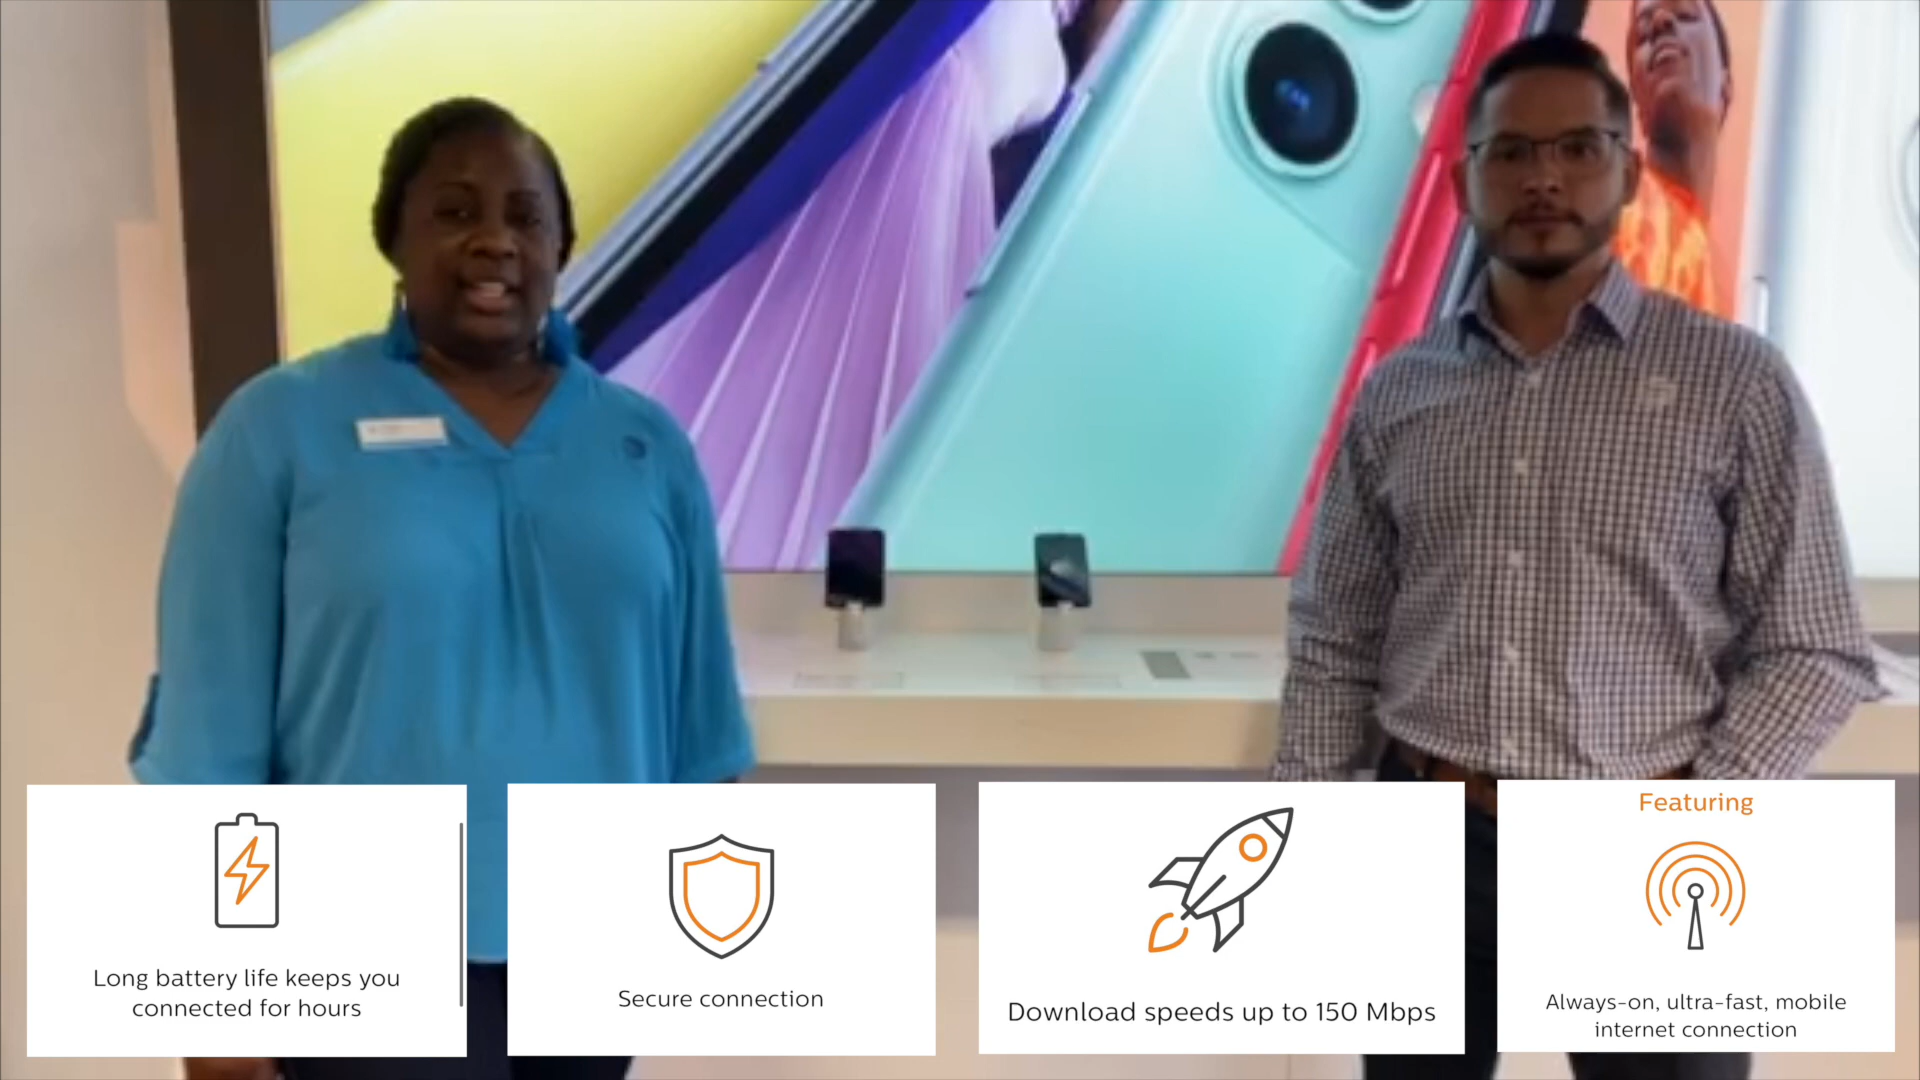 Long battery life keeps you
connected for hours
Secure connection
Download speeds up to 150 Mbps
Featuring
Always-on, ultra-fast, mobile
internet connection